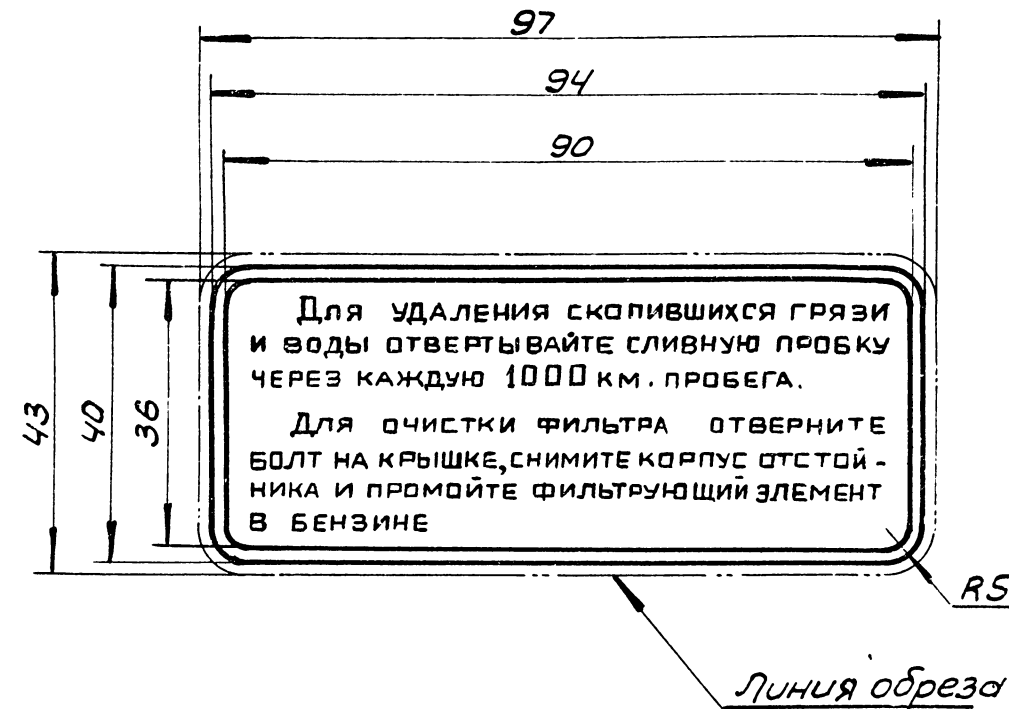 97
94
90
Для УДАЛЕНИЯ СКОПИВШИХСЯ ГРЯЗИ
И ВОДЫ ОТВЕРТЫВАЙТЕ СЛИВНУЮ ПРОБКУ
ЧЕРЕЗ КАЖДУЮ 1000 КМ. ПРОБЕГА.
Для ОЧИСТКИ ФИЛЬТРА ОТВЕРНИТЕ
БОЛТ НА КРЫШКЕ, СНИМИТЕ КОРПУС ОТСТОЙ-
НИКА И ПРОМОЙТЕ ФИЛЬТРУЮЩИЙ ЭЛЕМЕНТ
В БЕНЗИНЕ
43
40
36
R5
Линия обреза